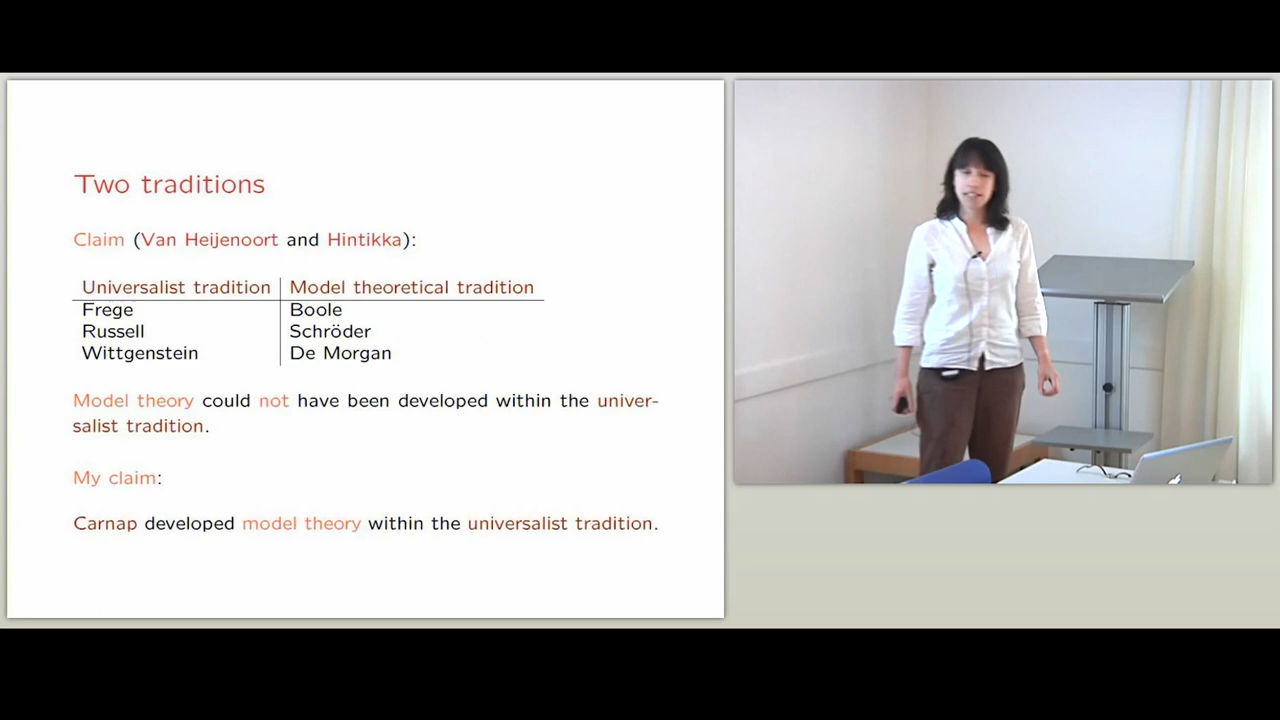 Two traditions
Claim (Van Heijenoort and Hintikka):
Universalist tradition Model theoretical tradition
Frege Boole
Russell Schröder
Wittgenstein De Morgan
Model theory could not have been developed within the univer-
salist tradition.
My claim:
Carnap developed model theory within the universalist tradition.